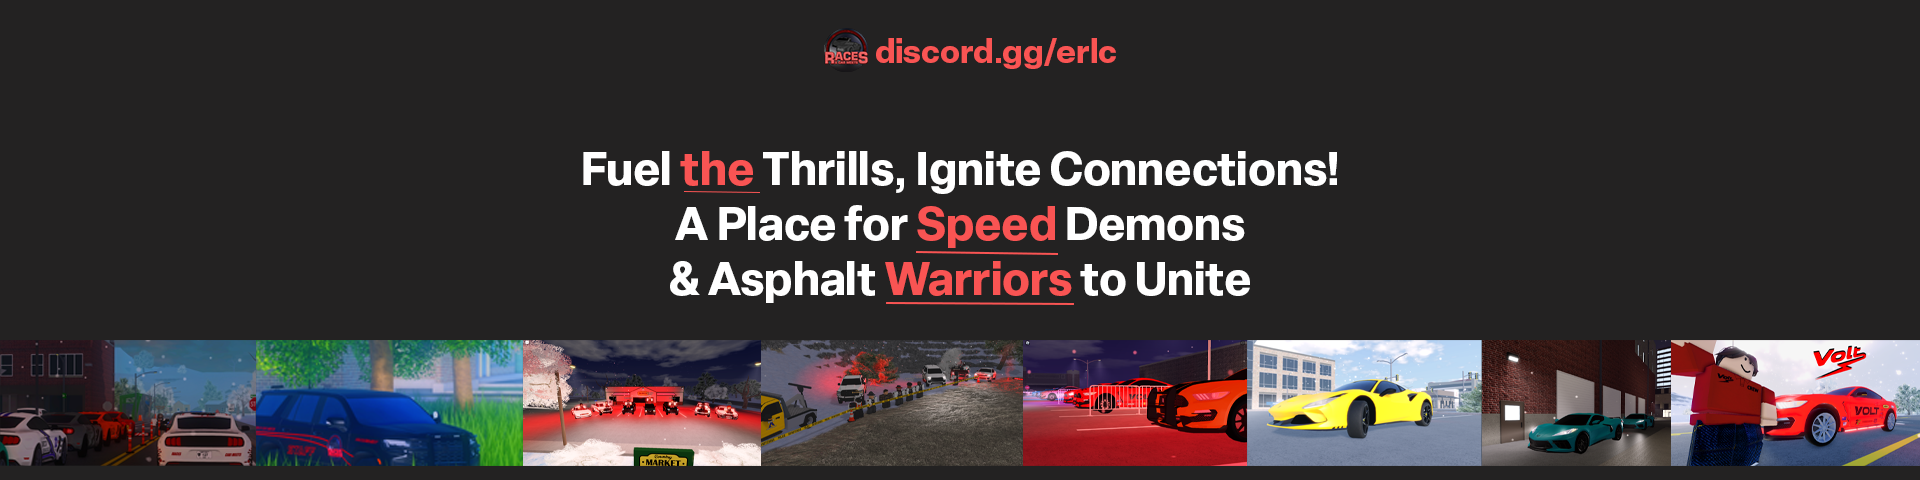 RACES
discord.gg/erlc
Fuel the Thrills, Ignite Connections!
A Place for Speed Demons
& Asphalt Warriors to Unite
MARKET
Volt
VOLT